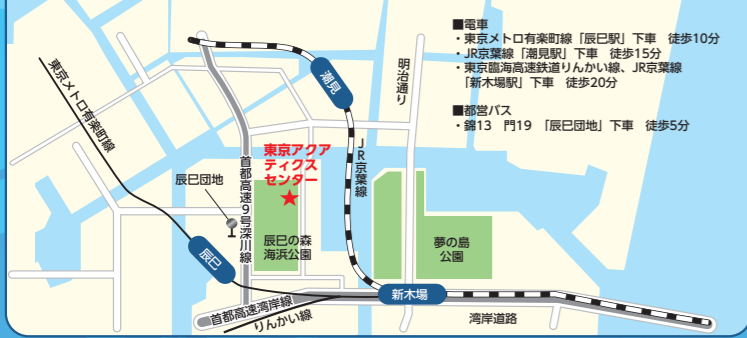 ■電車
・東京メトロ有楽町線「辰巳駅」下車　徒歩10分
・JR京葉線「潮見駅」下車　徒歩15分
・東京臨海高速鉄道りんかい線、JR京葉線
「新木場駅」下車　徒歩20分
■都営バス
・錦13　門19　「辰巳団地」下車　徒歩5分
東京メトロ有楽町線
潮見
明治通り
首都高速9号深川線
東京アクア
ティクス
センター
JR京葉線
辰巳団地
辰巳
辰巳の森
海浜公園
夢の島
公園
新木場
首都高速湾岸線
りんかい線
湾岸道路